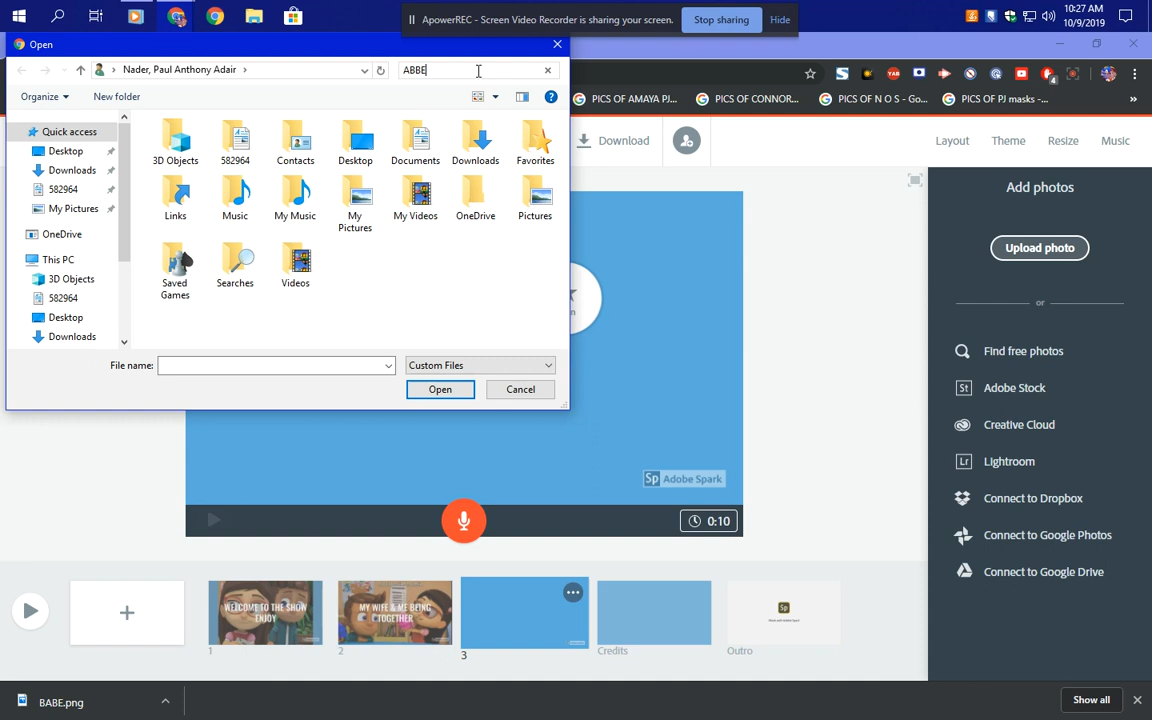 10:27 AM
10/9/2019
ApowerREC - Screen Video Recorder is sharing your screen.
Stop sharing
Hide
Open
Nader, Paul Anthony Adair
ABBE
Organize
New folder
PICS OF AMAYA PJ...
PICS OF CONNOR...
PICS OF N O S - Go...
PICS OF PJ masks -...
»
ABP
4
Quick access
Desktop
Downloads
582964
My Pictures
OneDrive
This PC
3D Objects
582964
Desktop
Downloads
3D Objects
582964
Contacts
Desktop
Documents
Downloads
Favorites
Links
Music
My Music
My Pictures
My Videos
OneDrive
Pictures
Saved Games
Searches
Videos
File name:
Custom Files
Open
Cancel
Download
Layout
Theme
Resize
Music
Add photos
Upload photo
or
Find free photos
St Adobe Stock
Creative Cloud
Lr Lightroom
Connect to Dropbox
Connect to Google Photos
Connect to Google Drive
n
Sp Adobe Spark
0:10
WELCOME TO THE SHOW
ENJOY
MY WIFE & ME BEING
TOGETHER
Sp
1
2
3
Credits
Outro
BABE.png
Show all